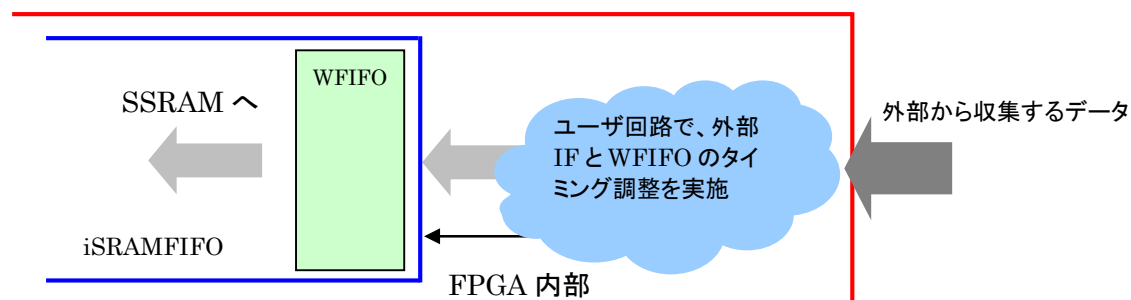 WFIFO
SSRAM へ
ユーザ回路で、外部
IF と WFIFO のタイ
ミング調整を実施
外部から収集するデータ
iSRAMFIFO
FPGA 内部